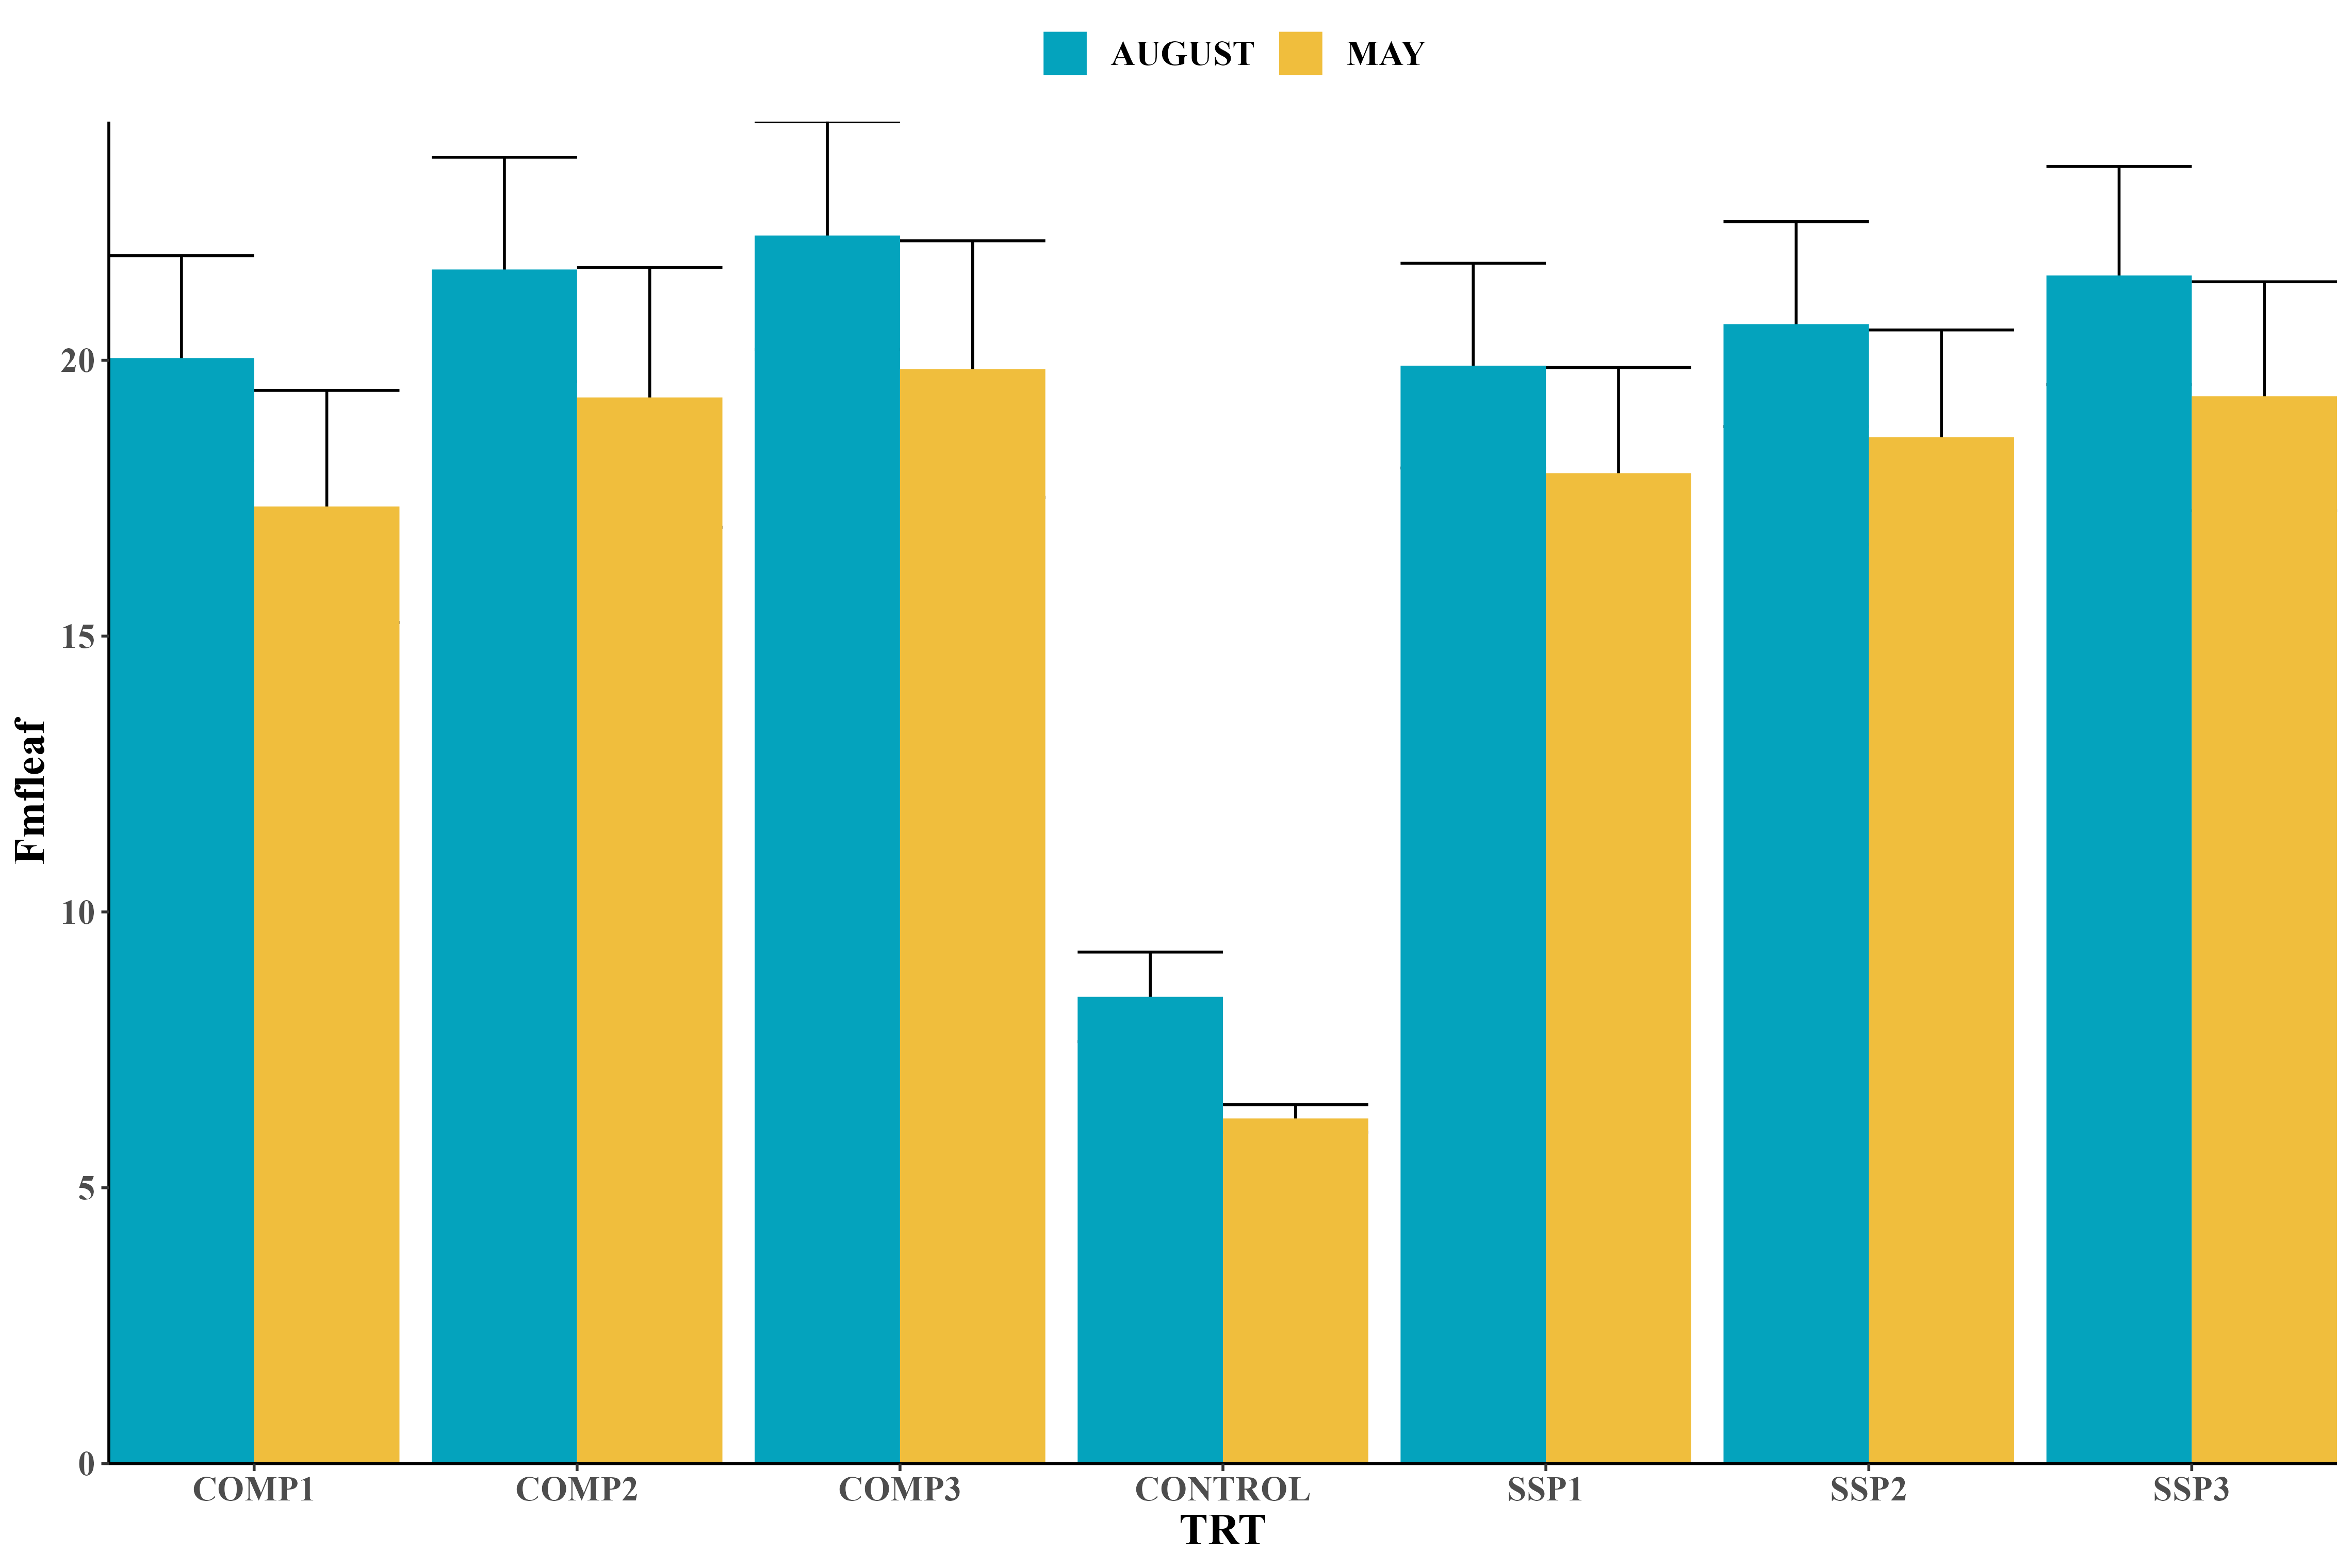 AUGUST MAY
Fmfleaf
20
15
10
5
0
COMP1 COMP2 COMP3 CONTROL SSP1 SSP2 SSP3
TRT